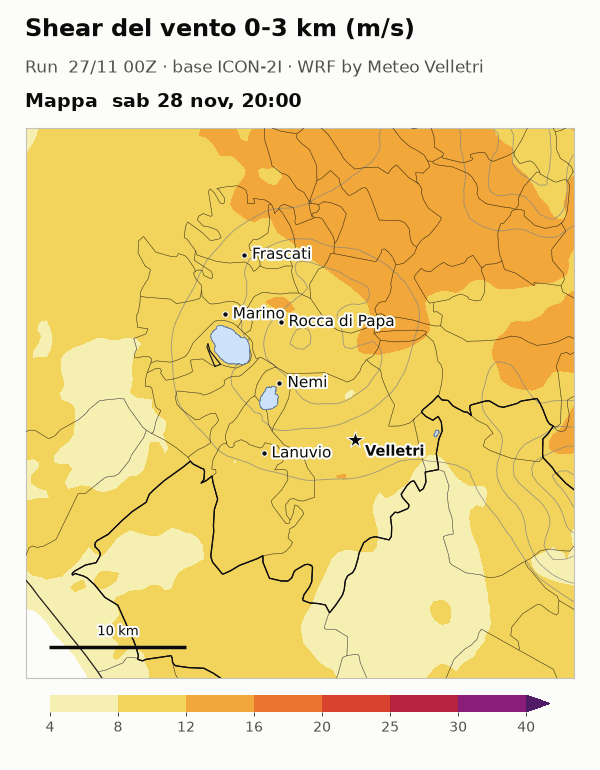 Shear del vento 0-3 km (m/s)
Run 27/11 00Z · base ICON-2I · WRF by Meteo Velletri
Mappa sab 28 nov, 20:00
Frascati
Marino
Rocca di Papa
Nemi
Velletri
Lanuvio
10 km
4 8 12 16 20 25 30 40